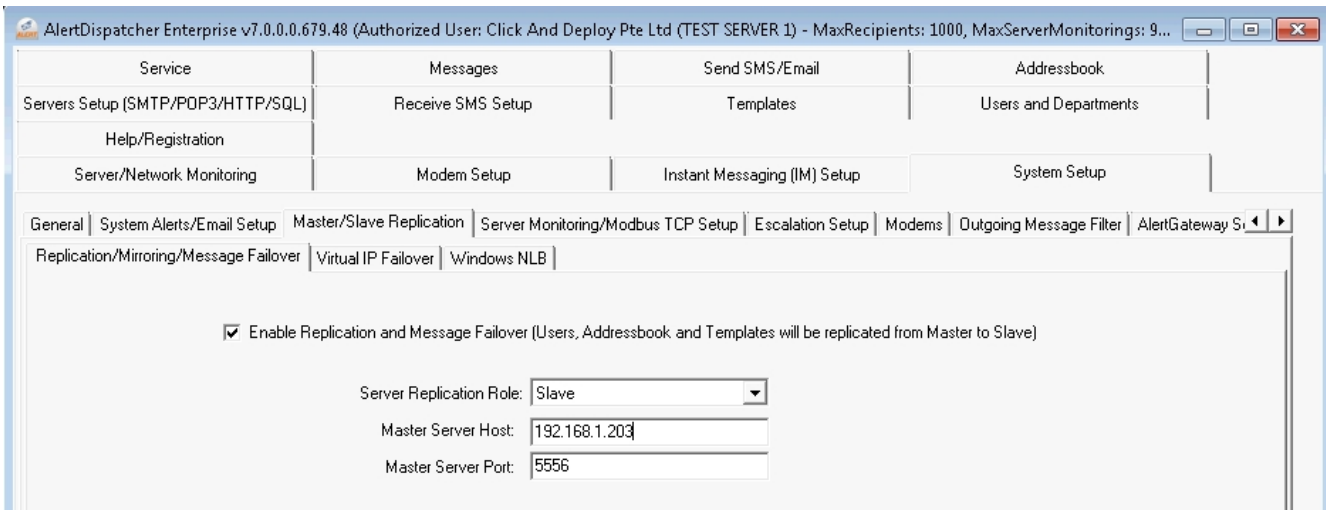 AlertDispatcher Enterprise v7.0.0.0.679.48 (Authorized User: Click And Deploy Pte Ltd (TEST SERVER 1) - MaxRecipients: 1000, MaxServerMonitorings: 9...
Service Messages Send SMS/Email Addressbook
Servers Setup (SMTP/POP3/HTTP/SQL) Receive SMS Setup Templates Users and Departments
Help/Registration
Server/Network Monitoring Modem Setup Instant Messaging (IM) Setup System Setup
General System Alerts/Email Setup Master/Slave Replication Server Monitoring/Modbus TCP Setup Escalation Setup Modems Outgoing Message Filter AlertGateway
Replication/Mirroring/Message Failover Virtual IP Failover Windows NLB
Enable Replication and Message Failover (Users, Addressbook and Templates will be replicated from Master to Slave)
Server Replication Role: Slave
Master Server Host: 192.168.1.203
Master Server Port: 5556